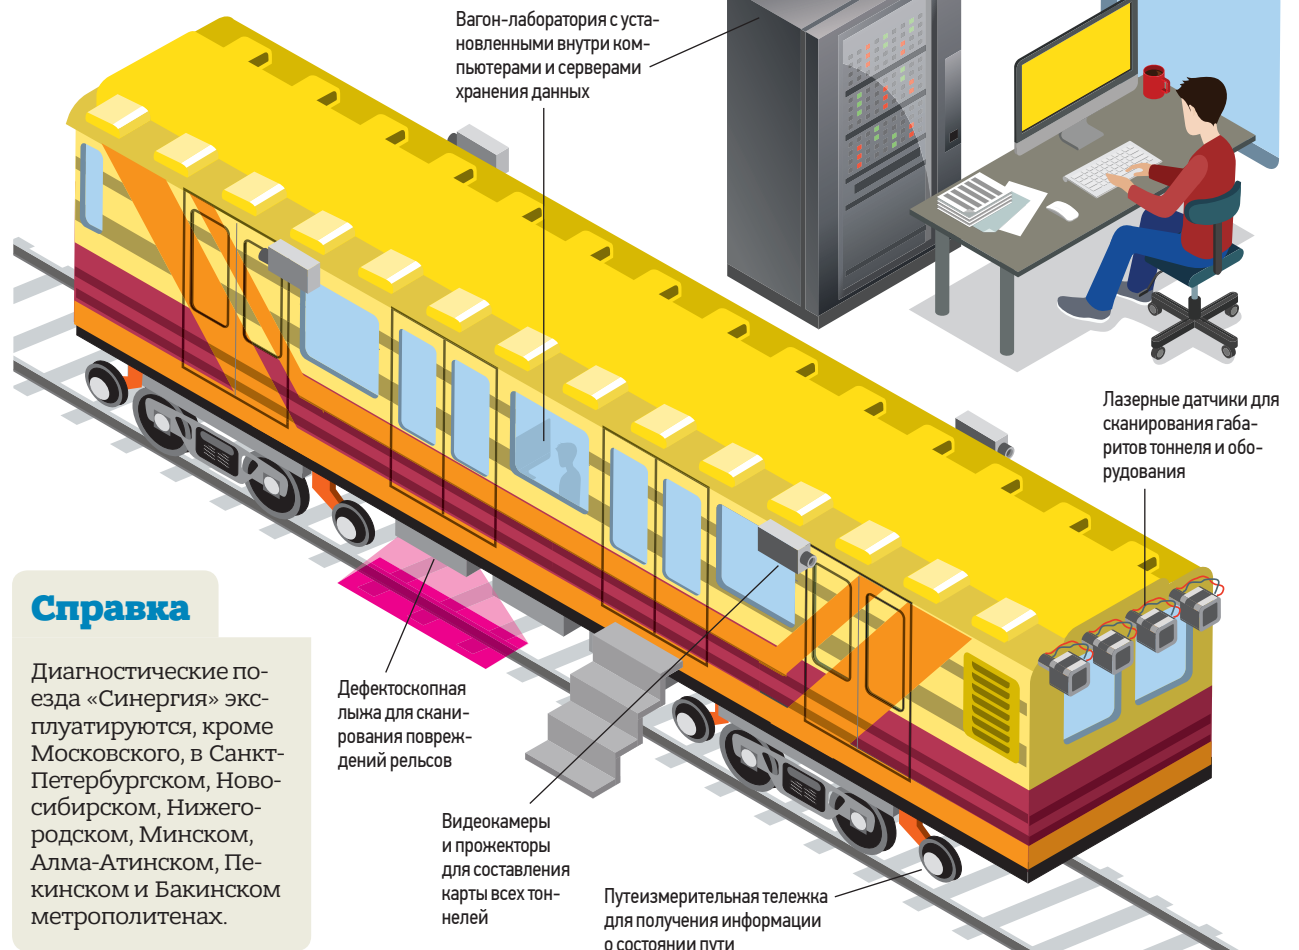 Вагон-лаборатория с уста-
новленными внутри ком-
пьютерами и серверами
хранения данных
Лазерные датчики для
сканирования габа-
ритов тоннеля и обо-
рудования
Справка
Диагностические по-
езда «Синергия» экс-
плуатируются, кроме
Московского, в Санкт-
Петербургском, Ново-
сибирском, Нижего-
родском, Минском,
Алма-Атинском, Пе-
кинском и Бакинском
метрополитенах.
Дефектоскопная
лыжа для скани-
рования повреж-
дений рельсов
Видеокамеры
и прожекторы
для составления
карты всех тон-
нелей
Путеизмерительная тележка
для получения информации
о состоянии пути